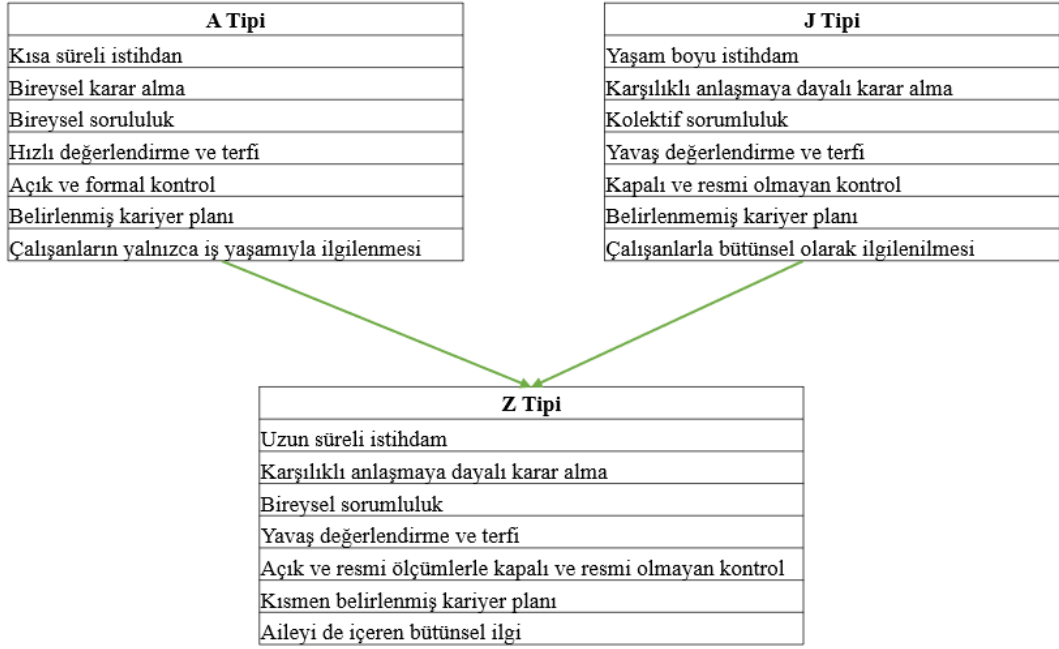 A Tipi
Kısa süreli istihdan
Bireysel karar alma
Bireysel sorululuk
Hızlı değerlendirme ve terfi
Açık ve formal kontrol
Belirlenmiş kariyer planı
Çalışanların yalnızca iş yaşamıyla ilgilenmesi
J Tipi
Yaşam boyu istihdam
Karşılıklı anlaşmaya dayalı karar alma
Kolektif sorumluluk
Yavaş değerlendirme ve terfi
Kapalı ve resmi olmayan kontrol
Belirlenmemiş kariyer planı
Çalışanlarla bütünsel olarak ilgilenilmesi
Z Tipi
Uzun süreli istihdam
Karşılıklı anlaşmaya dayalı karar alma
Bireysel sorumluluk
Yavaş değerlendirme ve terfi
Açık ve resmi ölçümlerle kapalı ve resmi olmayan kontrol
Kısmen belirlenmiş kariyer planı
Aileyi de içeren bütünsel ilgi